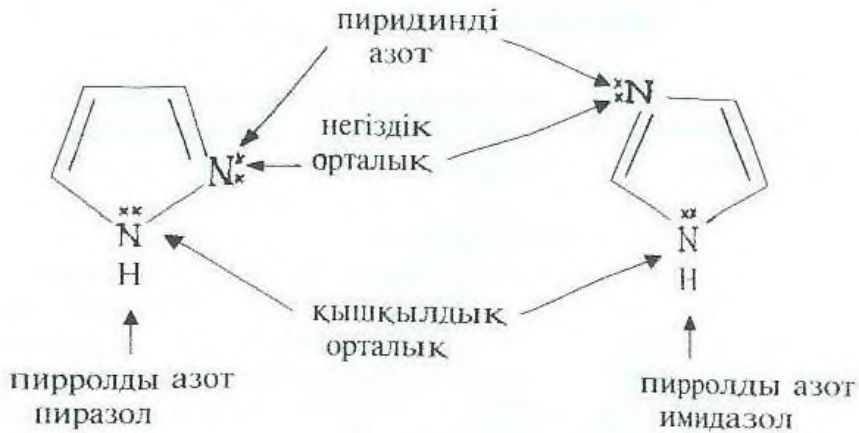 пиридинді
азот
N
N
негіздік
орталық
N
H
N
H
қышқылдық
орталық
пирролды азот
пиразол
пирролды азот
имидазол